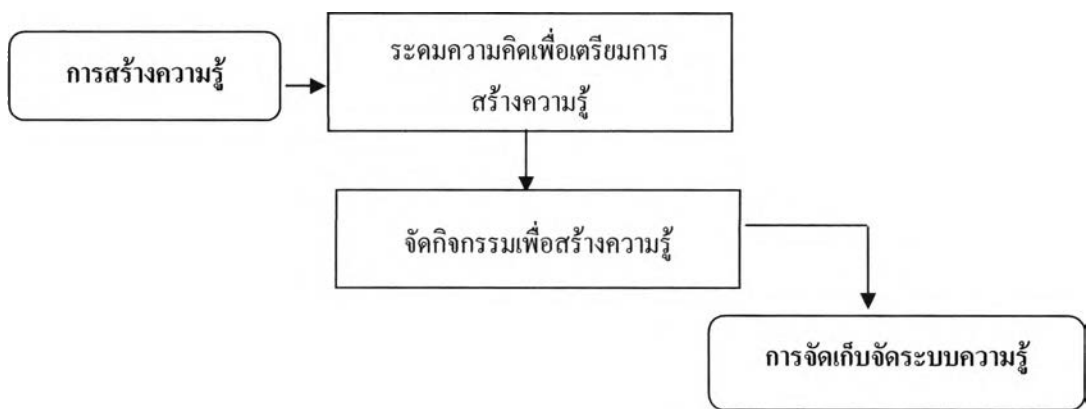 การสร้างความรู้
ระดมความคิดเพื่อเตรียมการ
สร้างความรู้
จัดกิจกรรมเพื่อสร้างความรู้
การจัดเก็บจัดระบบความรู้